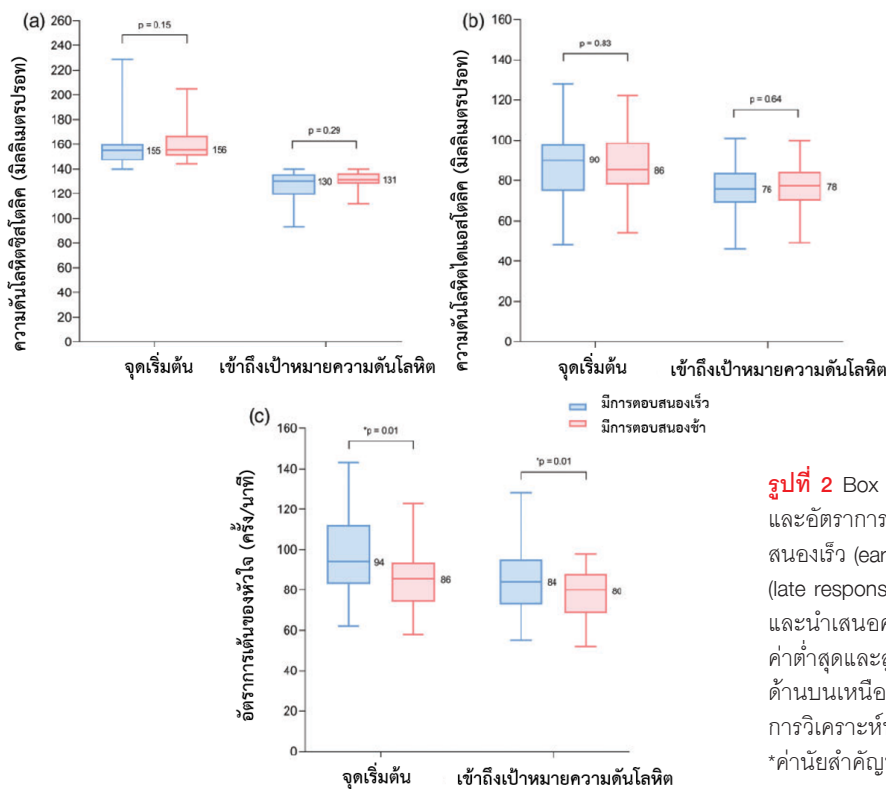 (a)
ความดันโลหิตซิสโตลิค (มิลลิเมตรปรอท)
260
240
220
200
180
160
140
120
100
80
60
40
20
0
p = 0.15
155
156
p = 0.29
130
131
จุดเริ่มต้น
เข้าถึงเป้าหมายความดันโลหิต
(b)
ความดันโลหิตไดแอสโตลิค (มิลลิเมตรปรอท)
160
140
120
100
80
60
40
20
0
p = 0.83
90
86
p = 0.64
76
78
จุดเริ่มต้น
เข้าถึงเป้าหมายความดันโลหิต
มีการตอบสนองเร็ว
มีการตอบสนองช้า
(c)
อัตราการเต้นของหัวใจ (ครั้ง/นาที)
160
140
120
100
80
60
40
20
0
*p = 0.01
94
86
*p = 0.01
84
80
จุดเริ่มต้น
เข้าถึงเป้าหมายความดันโลหิต
รูปที่ 2 Box
และอัตราการ
สนองเร็ว (ear
(late respons
และนำเสนอค
ค่าต่ำสุดและสู
ด้านบนเหนือ
การวิเคราะห์
*ค่านัยสำคัญ